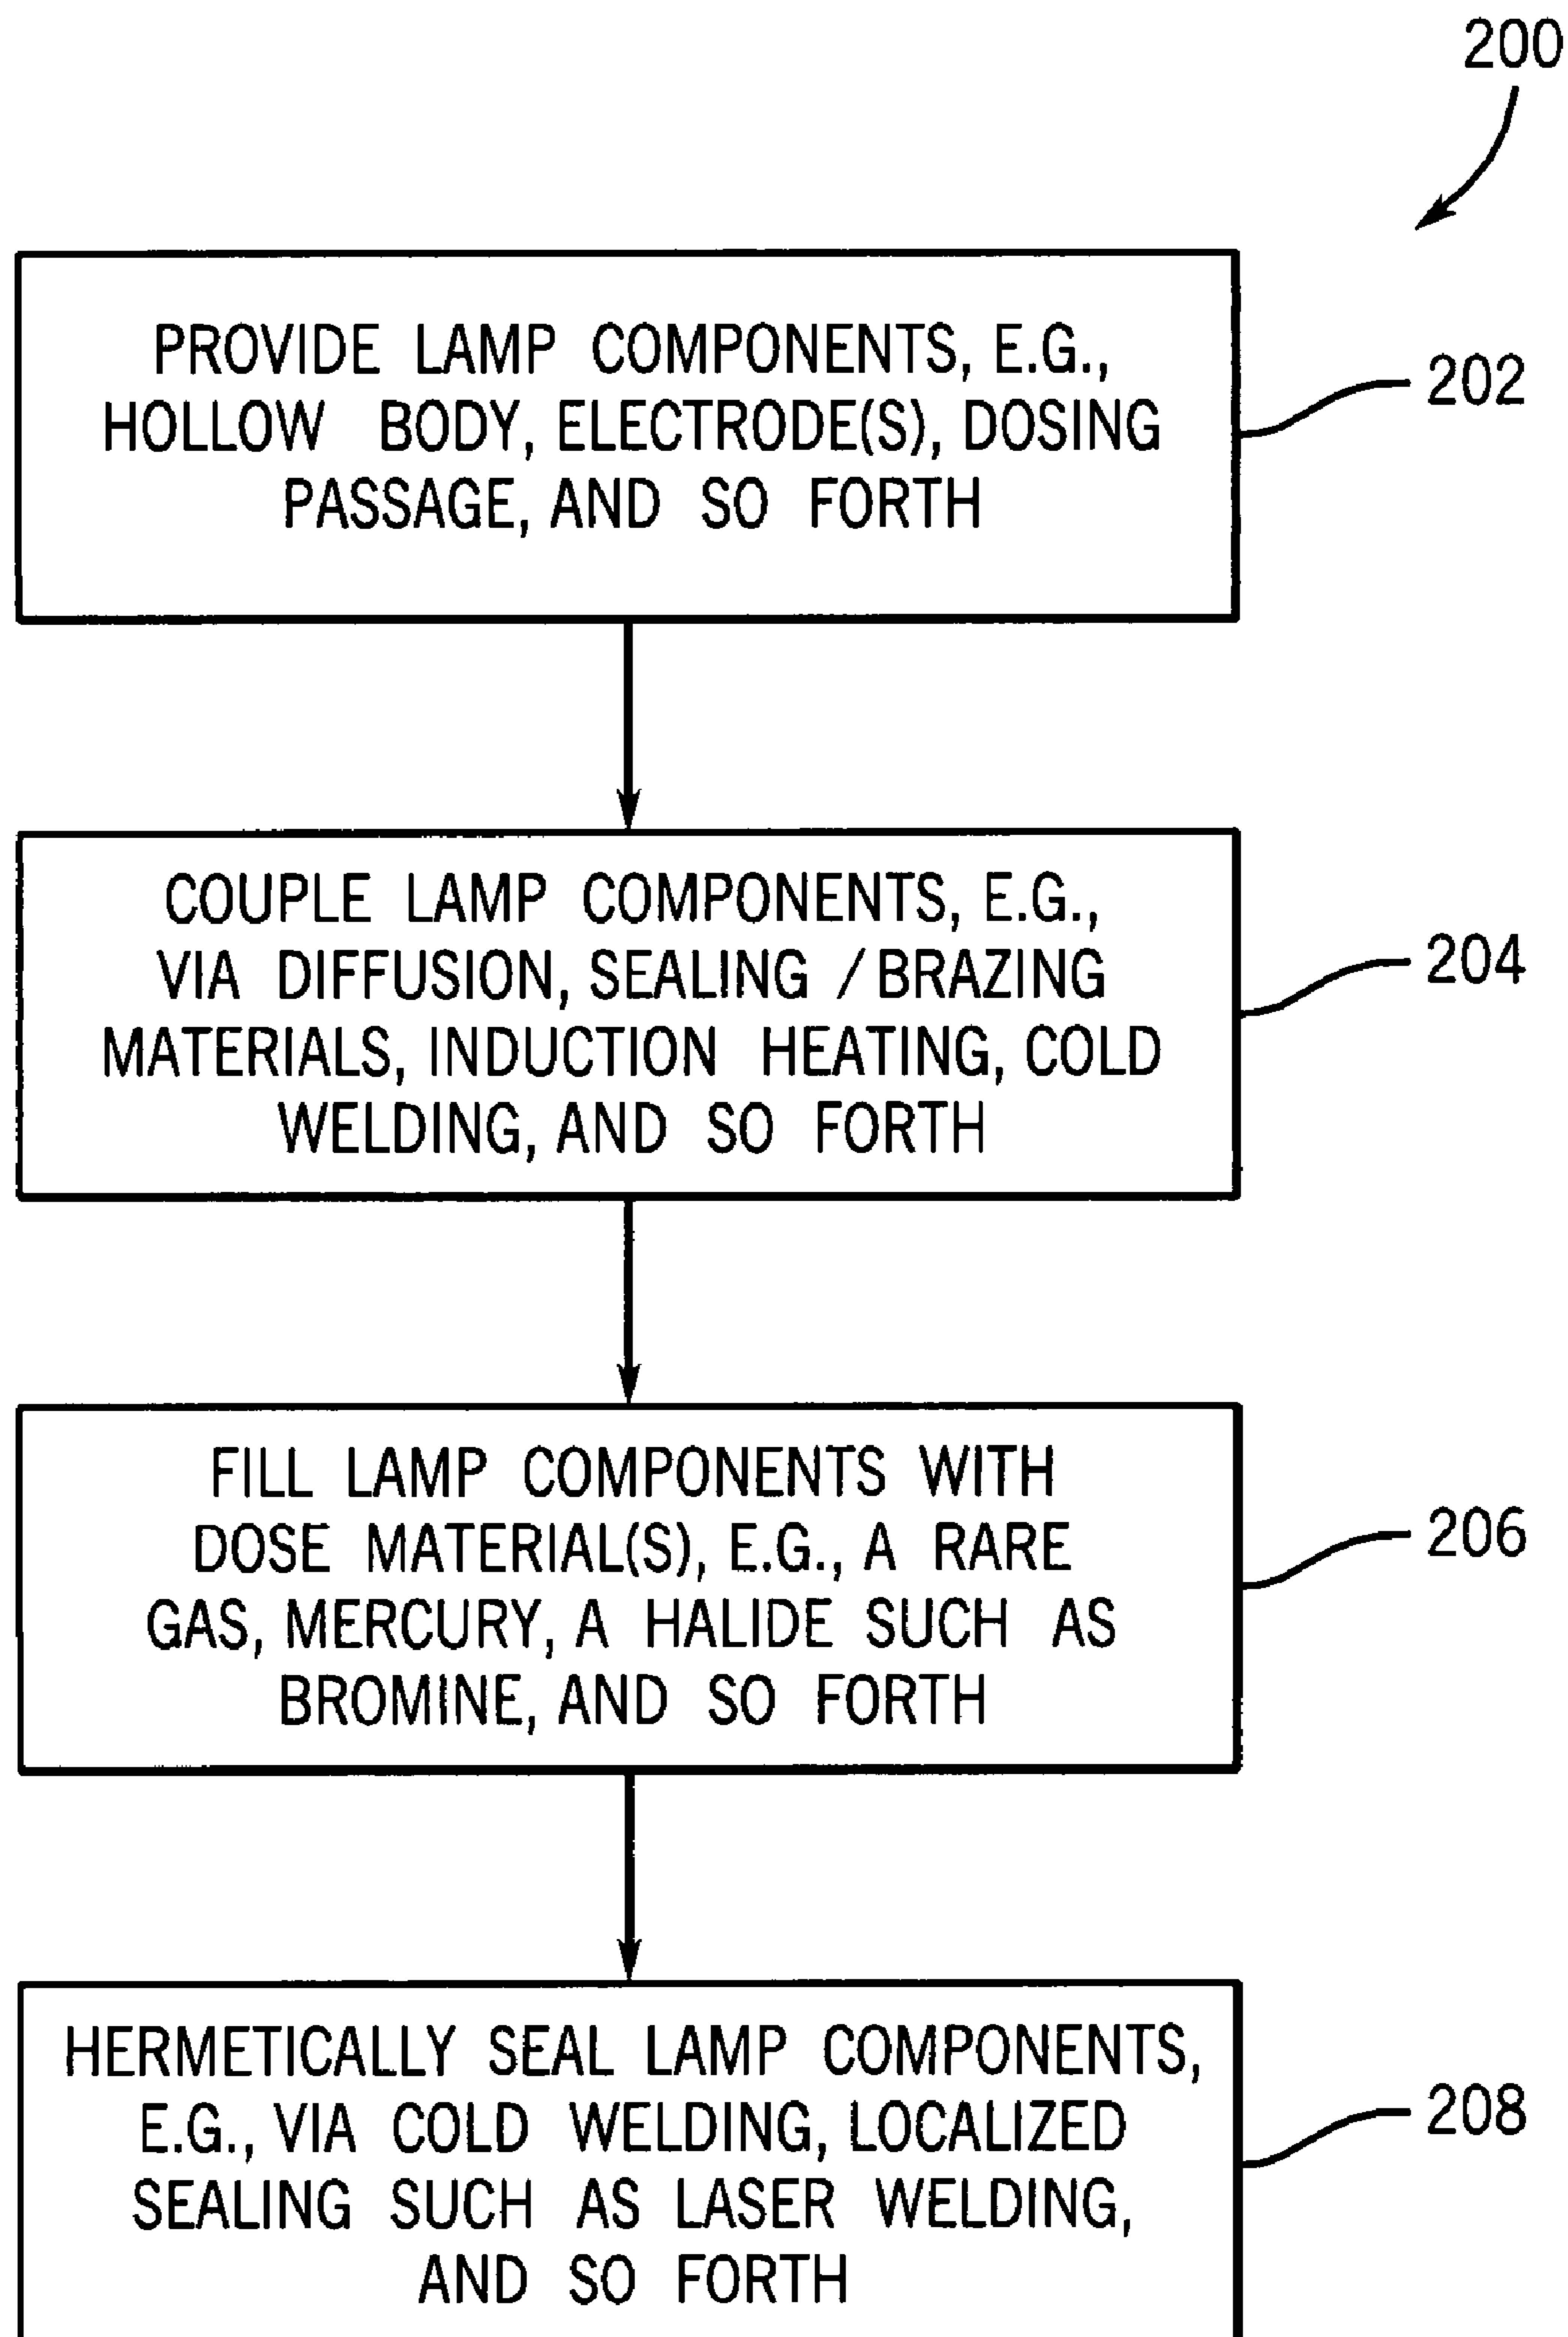 200
PROVIDE LAMP COMPONENTS, E.G.,
HOLLOW BODY, ELECTRODE(S), DOSING
PASSAGE, AND SO FORTH
202
COUPLE LAMP COMPONENTS, E.G.,
VIA DIFFUSION, SEALING / BRAZING
MATERIALS, INDUCTION HEATING, COLD
WELDING, AND SO FORTH
204
FILL LAMP COMPONENTS WITH
DOSE MATERIAL(S), E.G., A RARE
GAS, MERCURY, A HALIDE SUCH AS
BROMINE, AND SO FORTH
206
HERMETICALLY SEAL LAMP COMPONENTS,
E.G., VIA COLD WELDING, LOCALIZED
SEALING SUCH AS LASER WELDING,
AND SO FORTH
208